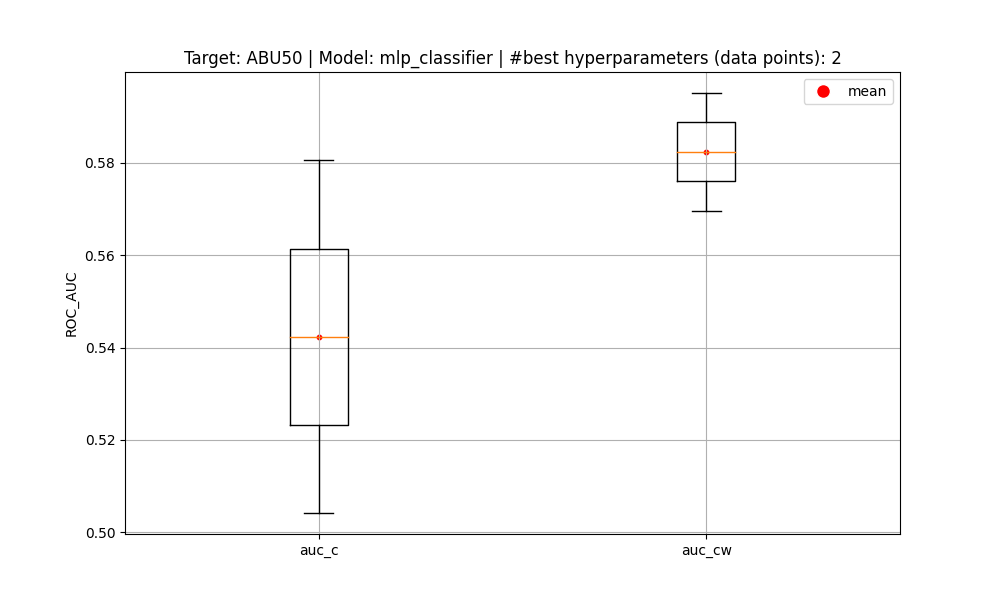 Target: ABU50 | Model: mlp_classifier | #best hyperparameters (data points): 2
mean
0.58
0.56
0.54
0.52
0.50
ROC_AUC
auc_c
auc_cw